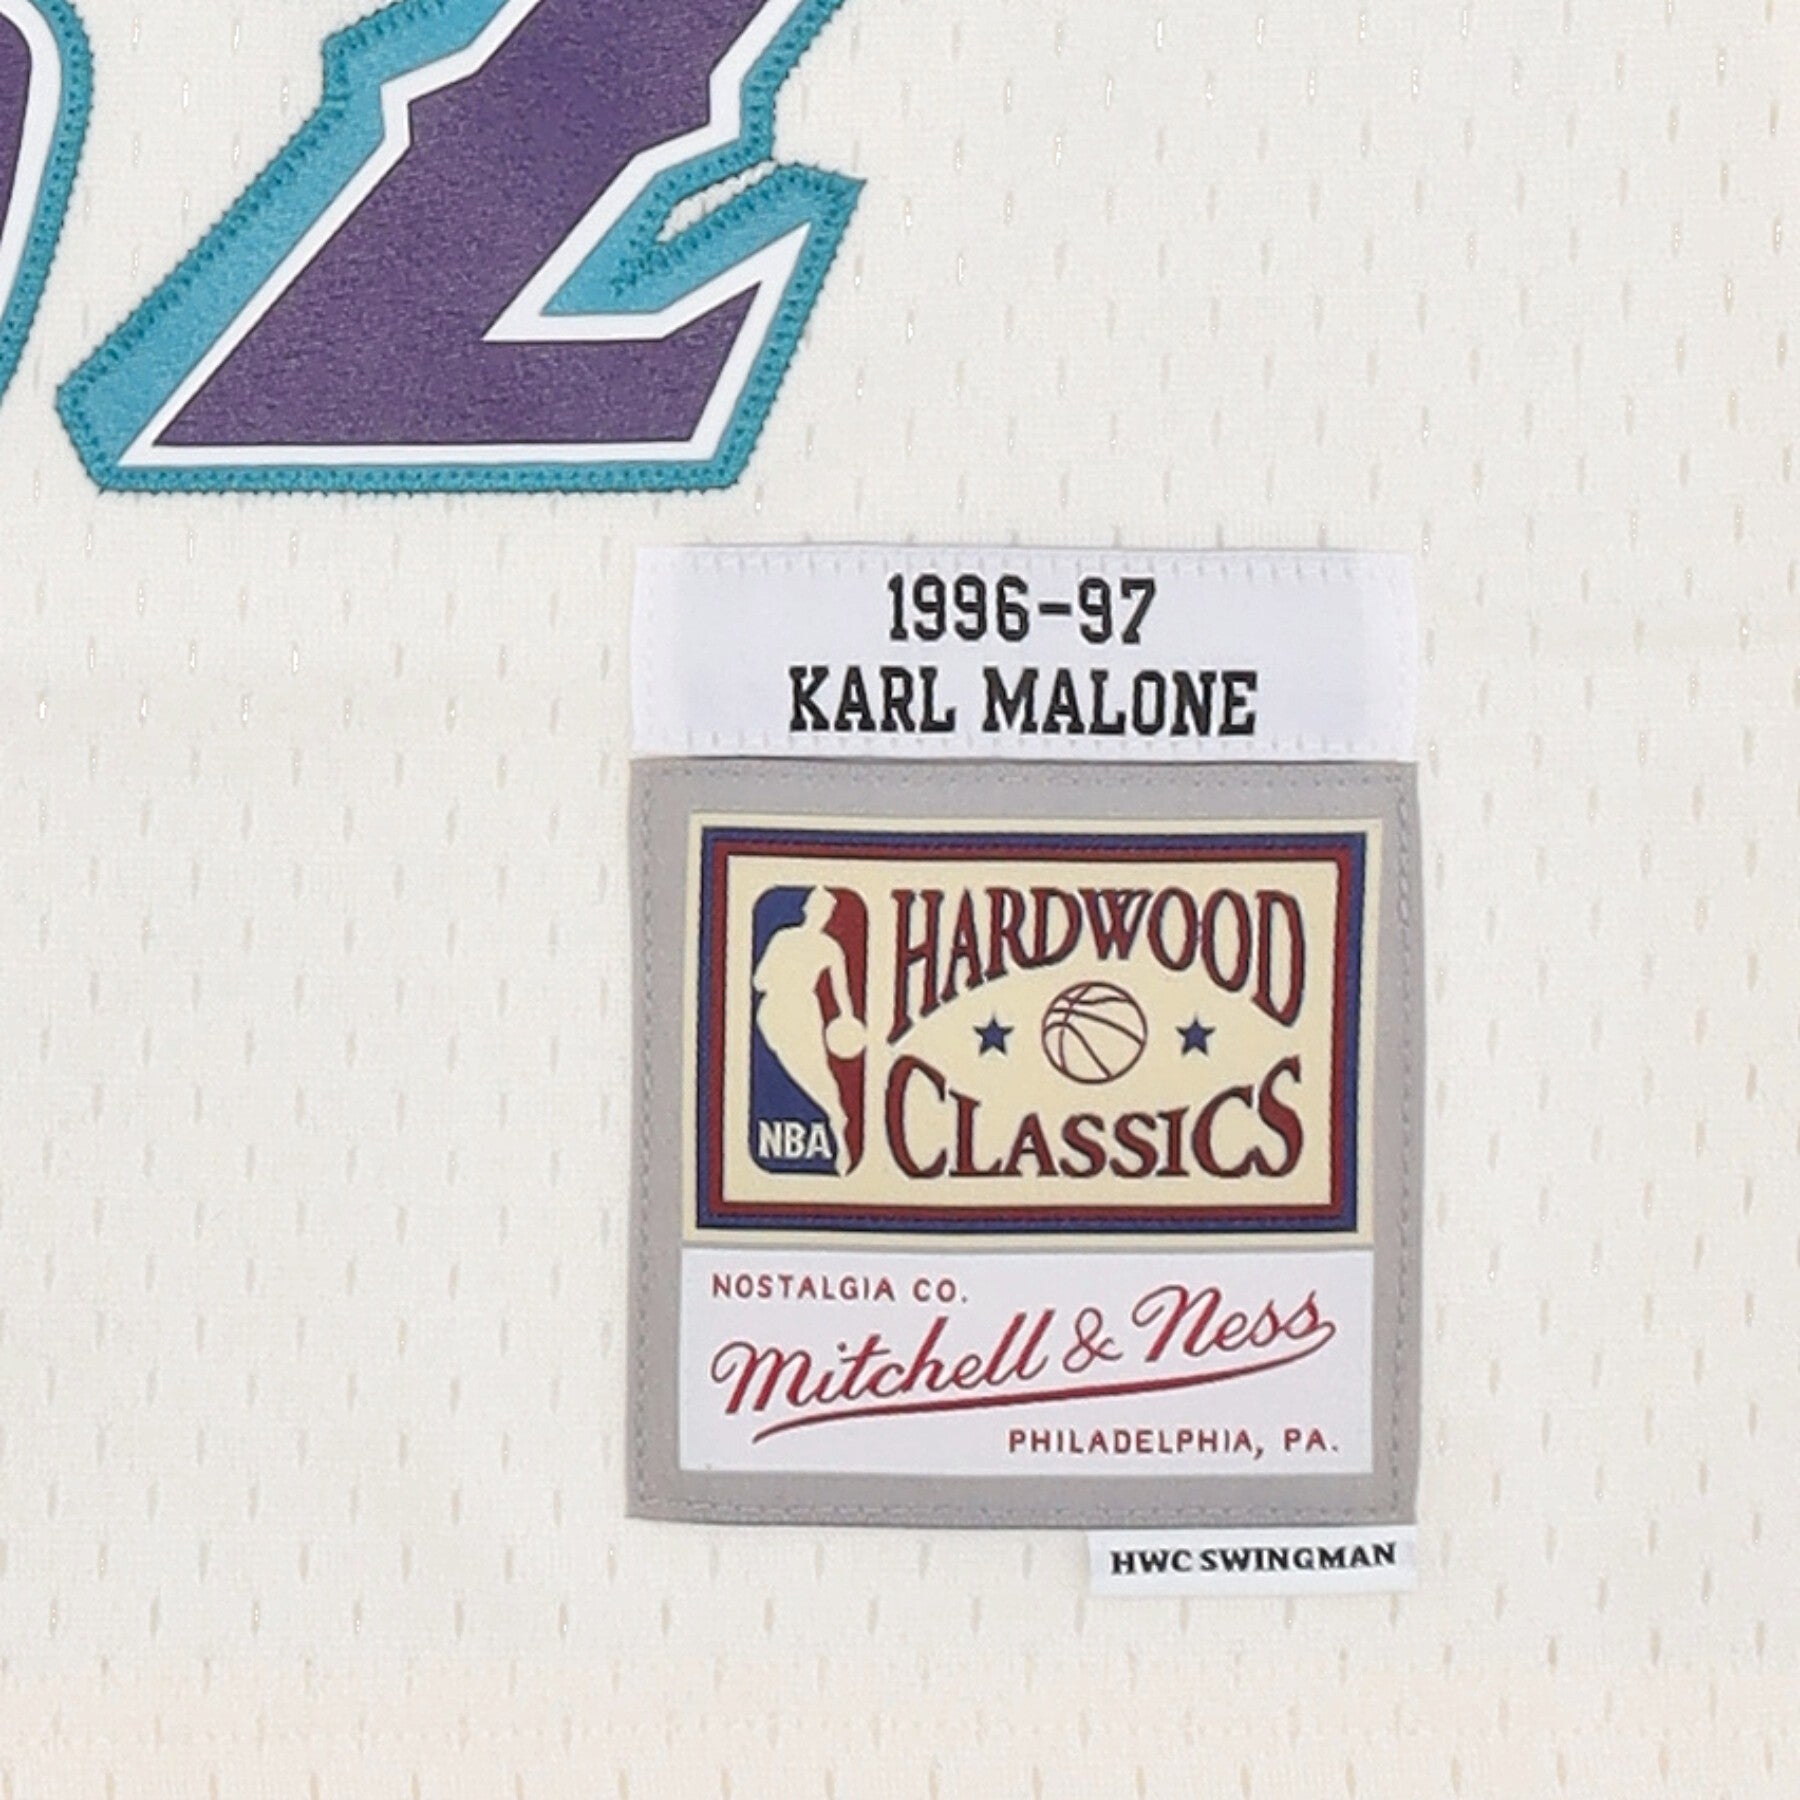 1996-97
KARL MALONE
HARDWOOD
CLASSICS
NBA
NOSTALGIA CO.
Mitchell & Ness
PHILADELPHIA, PA.
HWC SWINGMAN